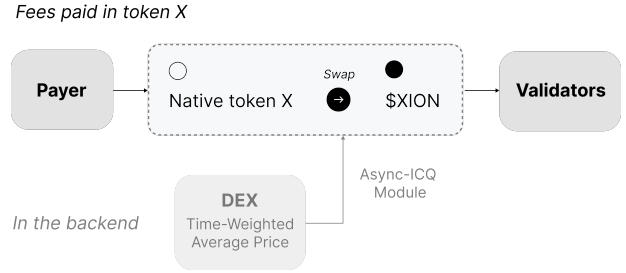 Fees paid in token X
Payer
Native token X
Swap
→
$XION
Validators
Async-ICQ
Module
DEX
Time-Weighted
Average Price
In the backend